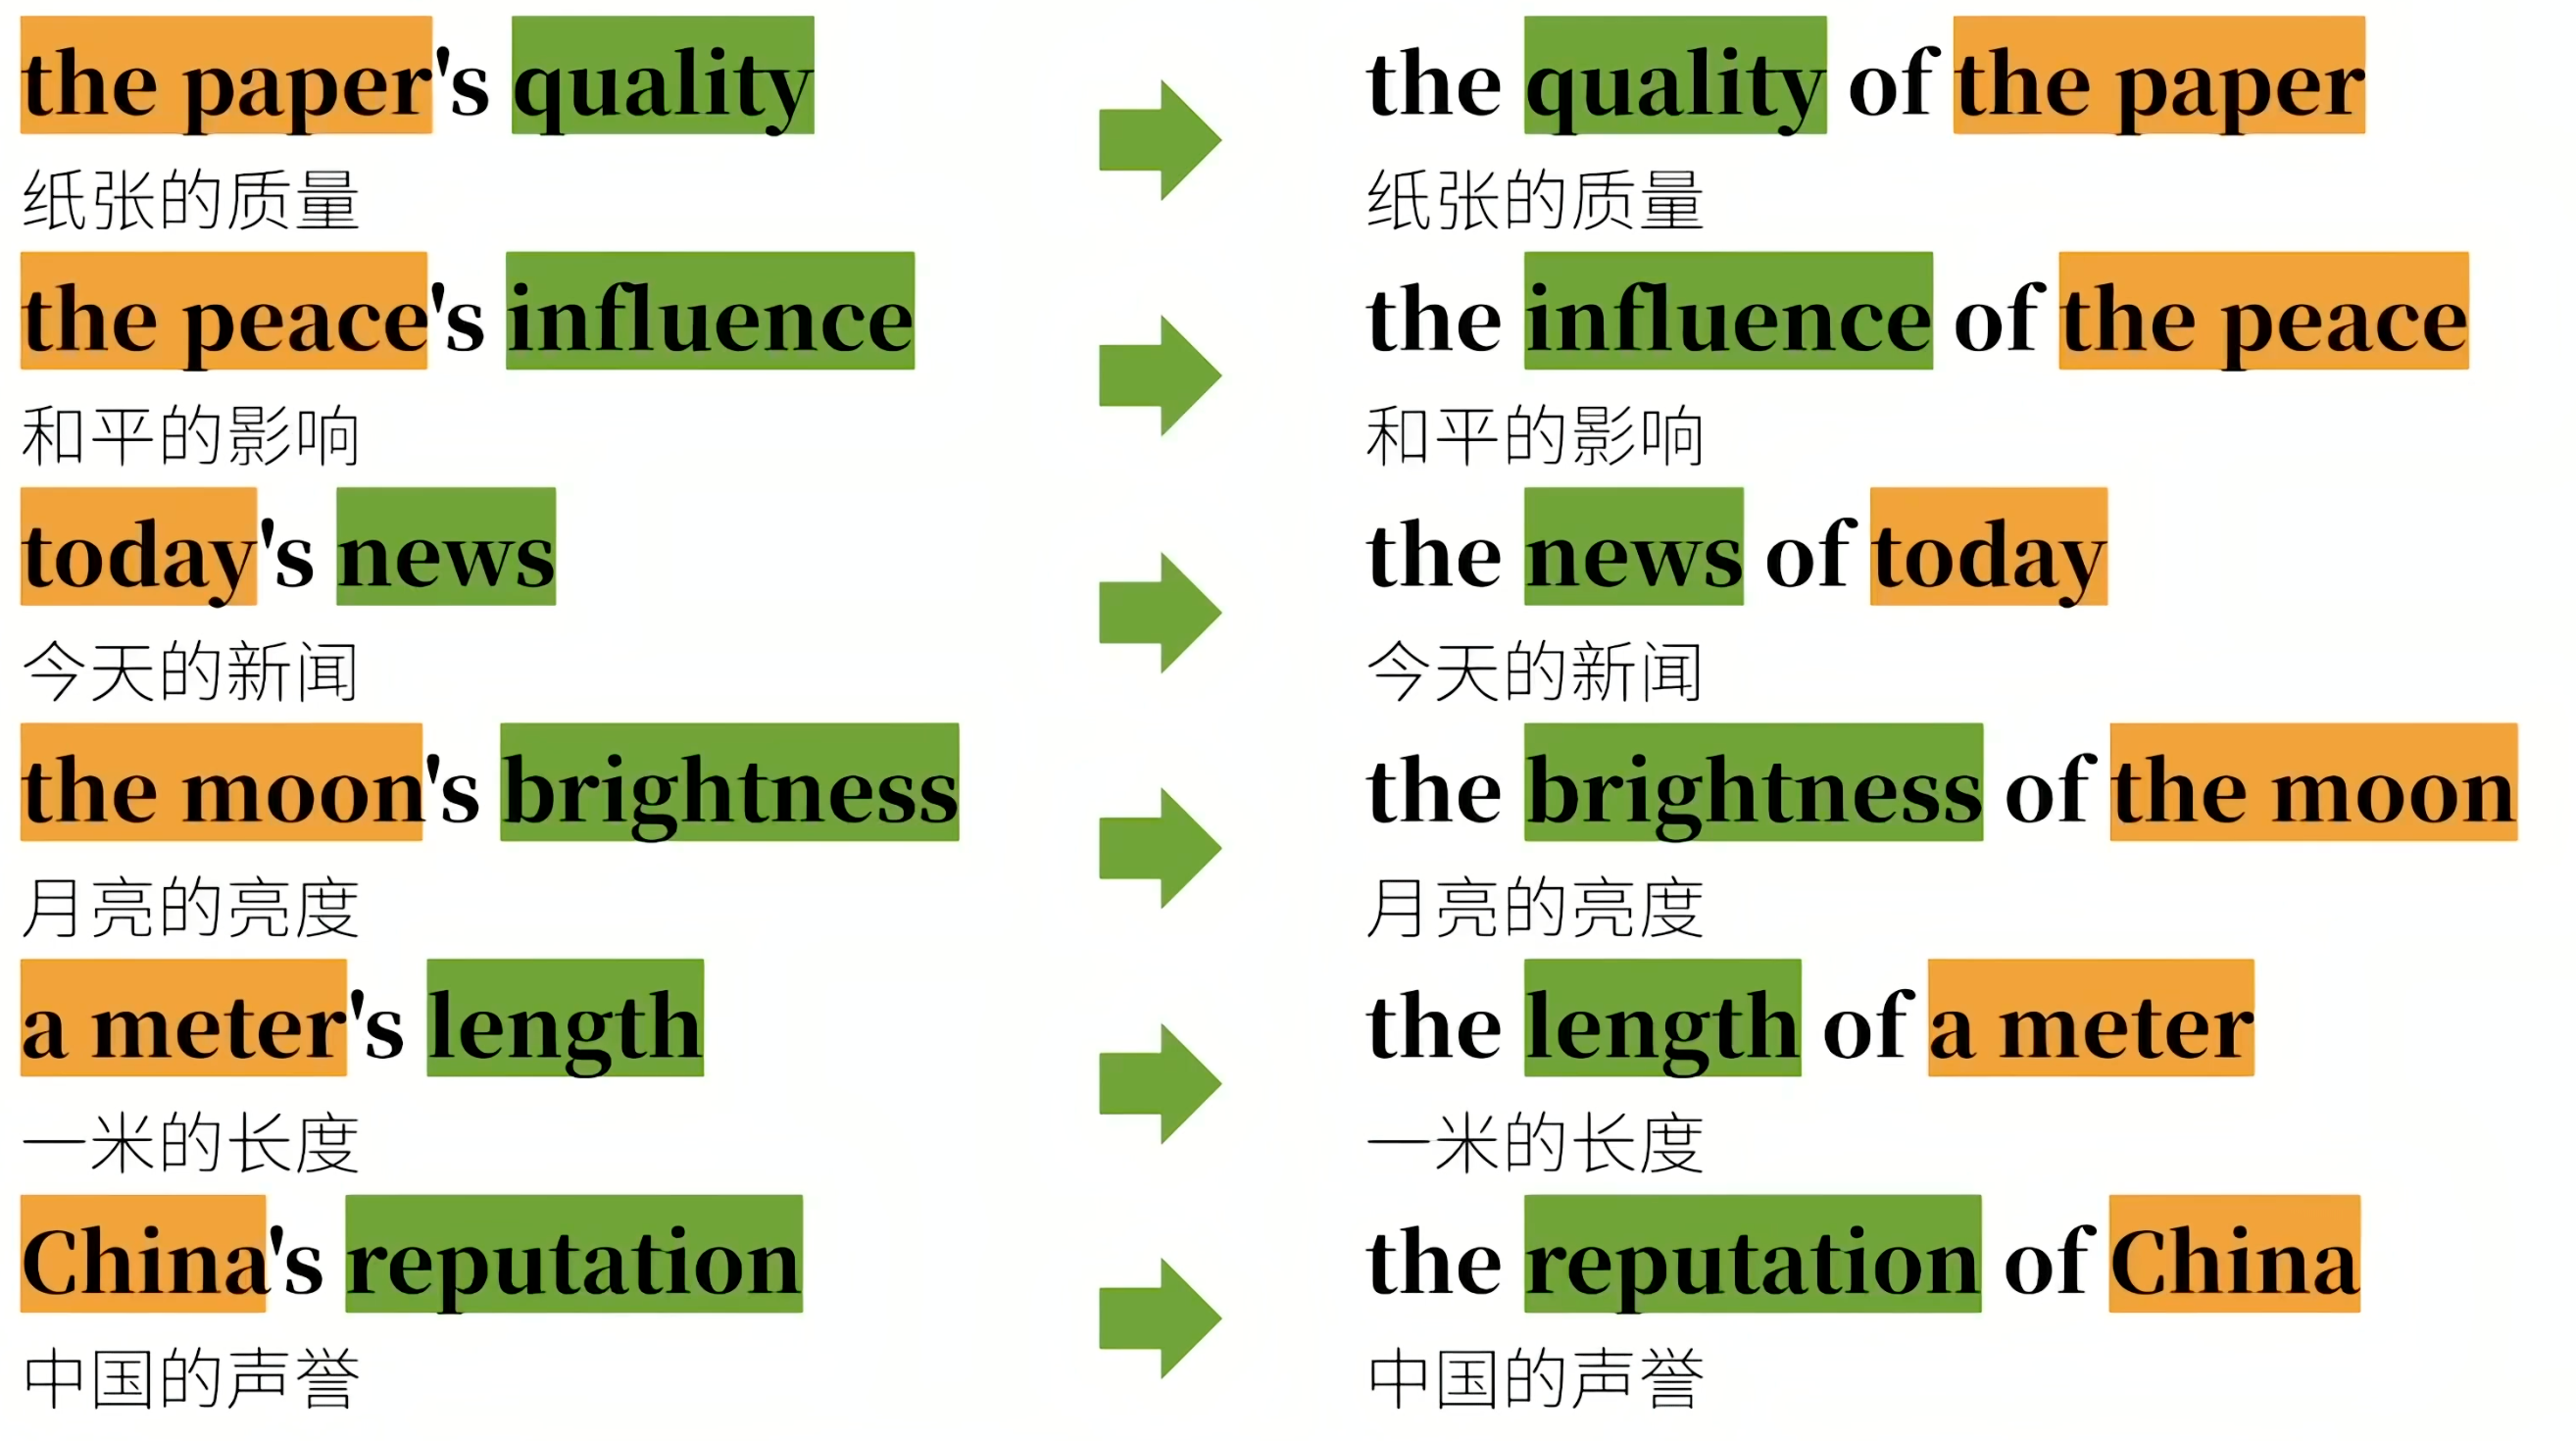 the paper's quality the quality of the paper
纸张的质量 纸张的质量
the peace's influence the influence of the peace
和平的影响 和平的影响
today's news the news of today
今天的新闻 今天的新闻
the moon's brightness the brightness of the moon
月亮的亮度 月亮的亮度
a meter's length the length of a meter
一米的长度 一米的长度
China's reputation the reputation of China
中国的声誉 中国的声誉